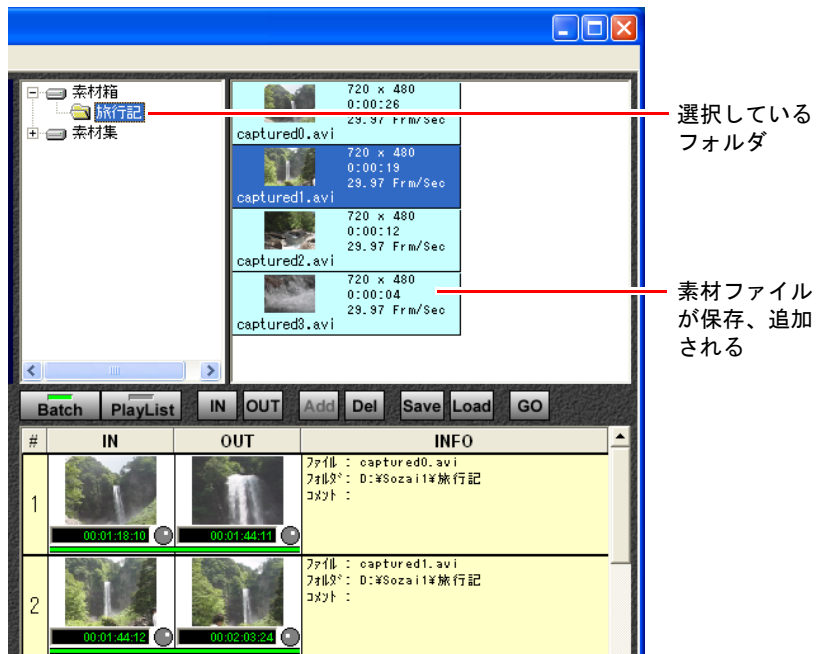 素材箱
旅行記
素材集
720 x 480
0:00:26
29.97 Frm/Sec
captured0.avi
720 x 480
0:00:19
29.97 Frm/Sec
captured1.avi
720 x 480
0:00:12
29.97 Frm/Sec
captured2.avi
720 x 480
0:00:04
29.97 Frm/Sec
captured3.avi
選択している
フォルダ
素材ファイル
が保存、追加
される
Batch PlayList IN OUT Add Del Save Load GO
# IN OUT INFO
1
00:01:18:10 00:01:44:11
ﾌｧｲﾙ : captured0.avi
ﾌｫﾙﾀﾞ: D:¥Sozai1¥旅行記
ｺﾒﾝﾄ :
2
00:01:44:12 00:02:03:24
ﾌｧｲﾙ : captured1.avi
ﾌｫﾙﾀﾞ: D:¥Sozai1¥旅行記
ｺﾒﾝﾄ :